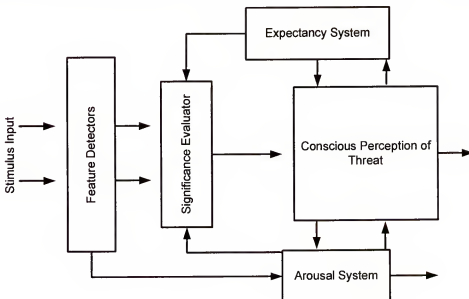 Expectancy System
Stimulus Input
Feature Detectors
Significance Evaluator
Conscious Perception of
Threat
Arousal System